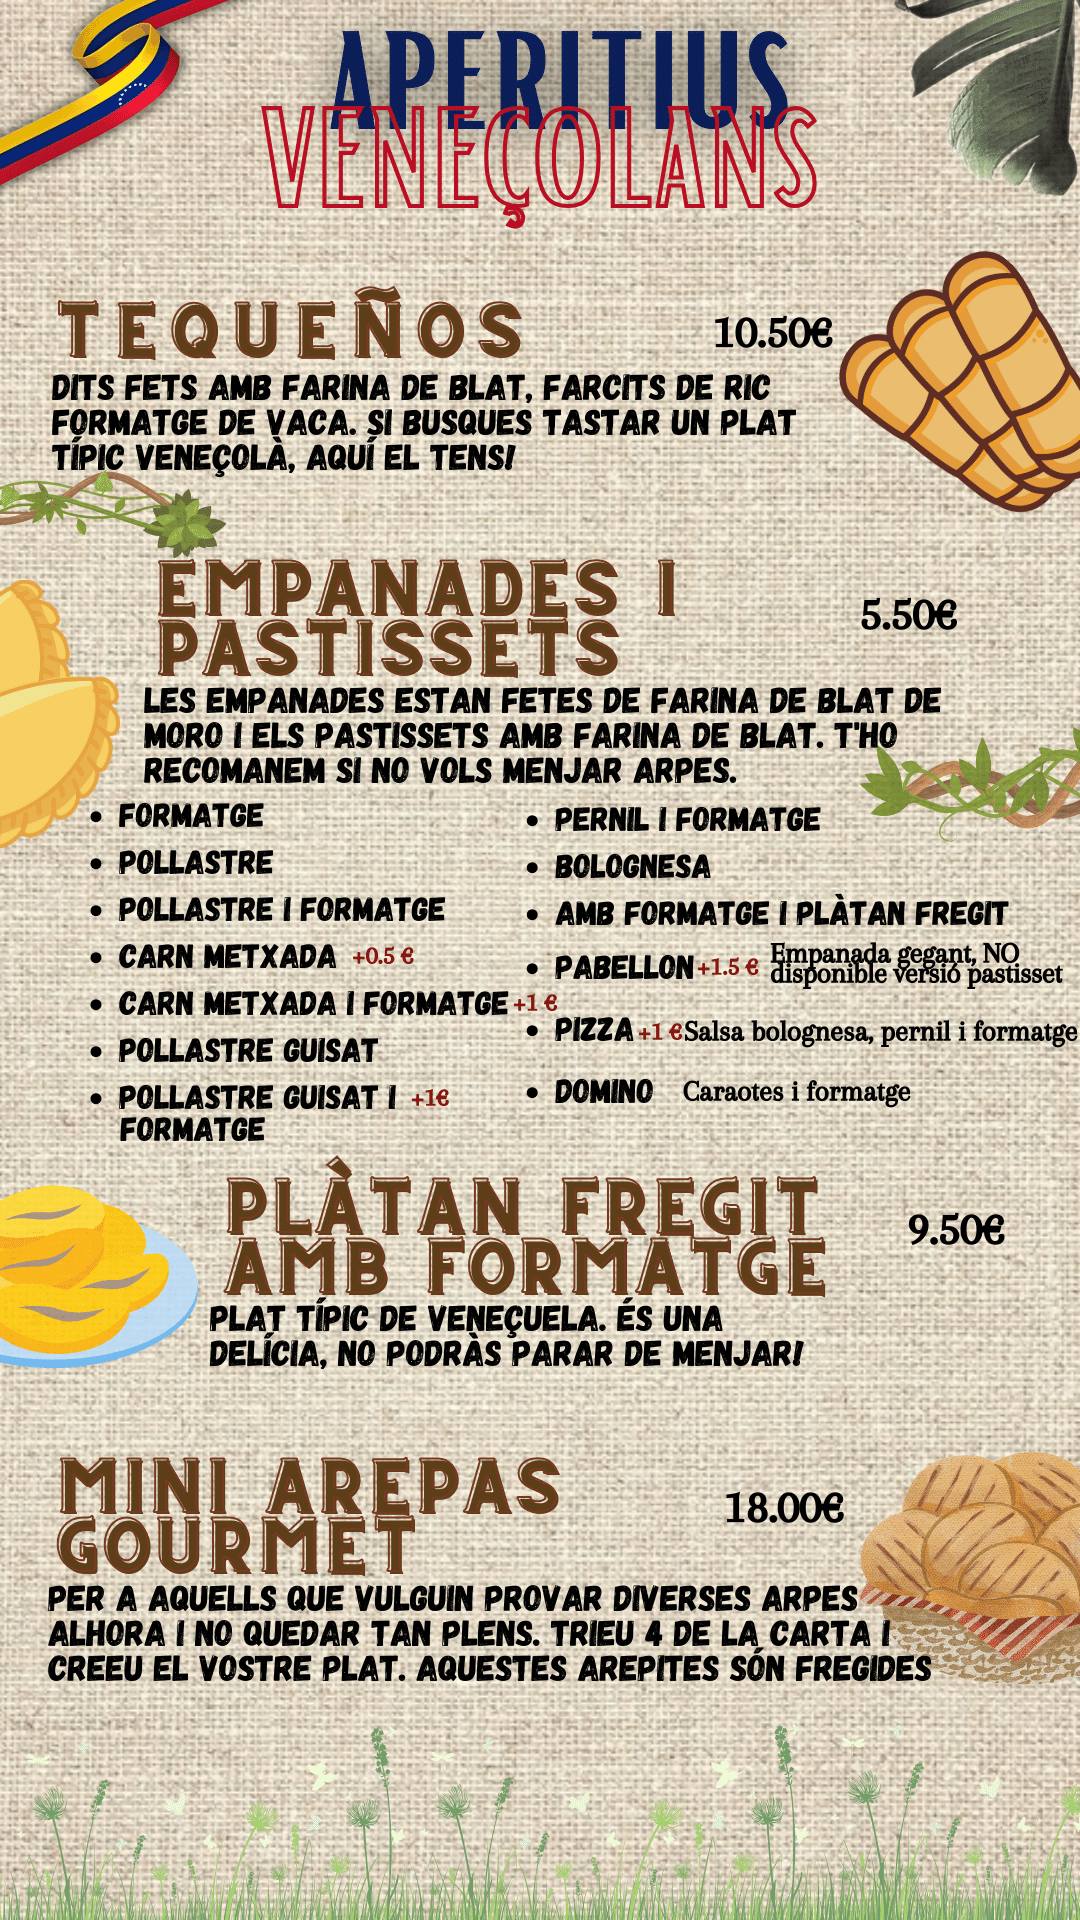 APERITIUS
VENEÇOLANS
TEQUEÑOS
10.50€
DITS FETS AMB FARINA DE BLAT, FARCITS DE RIC
FORMATGE DE VACA. SI BUSQUES TASTAR UN PLAT
TÍPIC VENEÇOLÀ, AQUÍ EL TENS!
EMPANADES I
PASTISSETS
5.50€
LES EMPANADES ESTAN FETES DE FARINA DE BLAT DE
MORO I ELS PASTISSETS AMB FARINA DE BLAT. T'HO
RECOMANEM SI NO VOLS MENJAR ARPES.
• FORMATGE
• POLLASTRE
• POLLASTRE I FORMATGE
• CARN METXADA +0.5 €
• CARN METXADA I FORMATGE +1 €
• POLLASTRE GUISAT
• POLLASTRE GUISAT I +1€
FORMATGE
• PERNIL I FORMATGE
• BOLOGNESA
• AMB FORMATGE I PLÀTAN FREGIT
• PABELLON +1.5 € Empanada gegant, NO
disponible versió pastisset
• PIZZA +1 € Salsa bolognesa, pernil i formatge
• DOMINO Caraotes i formatge
PLÀTAN FREGIT
AMB FORMATGE
9.50€
PLAT TÍPIC DE VENEÇUELA. ÉS UNA
DELÍCIA, NO PODRÀS PARAR DE MENJAR!
MINI AREPAS
GOURMET
18.00€
PER A AQUELLS QUE VULGUIN PROVAR DIVERSES ARPES
ALHORA I NO QUEDAR TAN PLENS. TRIEU 4 DE LA CARTA I
CREEU EL VOSTRE PLAT. AQUESTES AREPITES SÓN FREGIDES